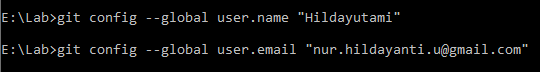 E:\Lab>git config --global user.name "Hildayutami"
E:\Lab>git config --global user.email "nur.hildayanti.u@gmail.com"